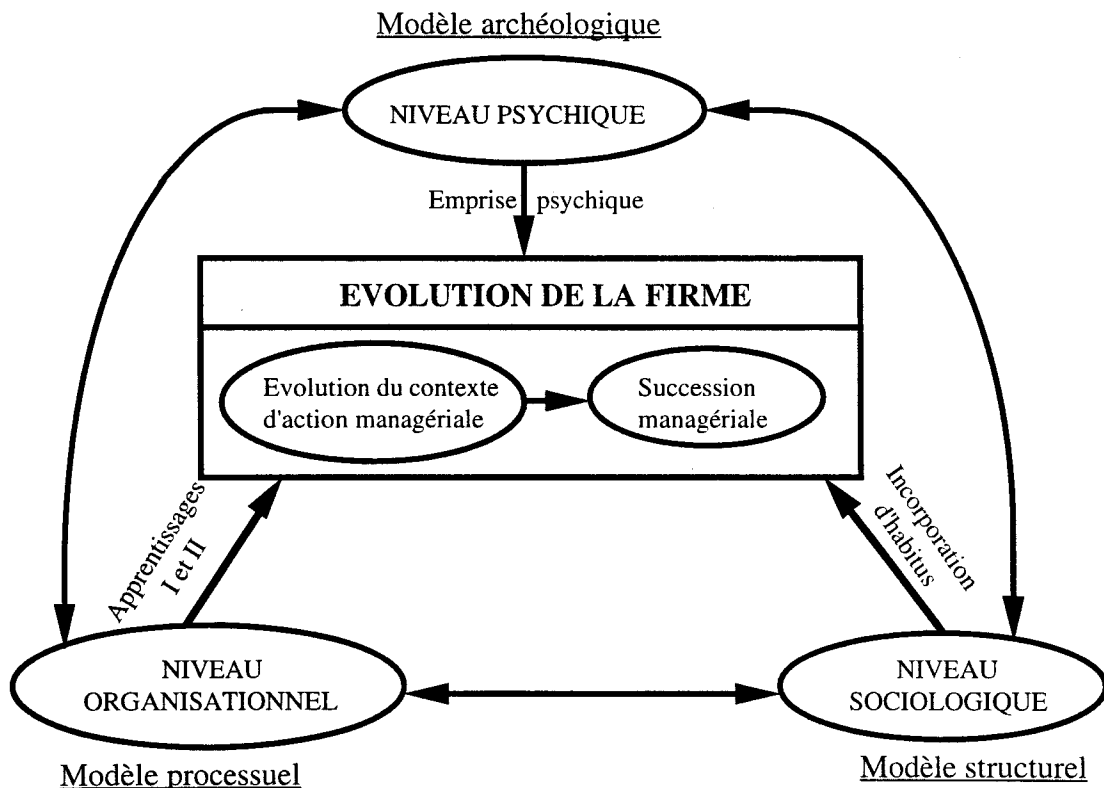 Modèle archéologique
NIVEAU PSYCHIQUE
Emprise psychique
EVOLUTION DE LA FIRME
Evolution du contexte
d'action managériale
Succession
managériale
Apprentissages
I et II
Incorporation
d'habitus
NIVEAU
ORGANISATIONNEL
NIVEAU
SOCIOLOGIQUE
Modèle processuel
Modèle structurel